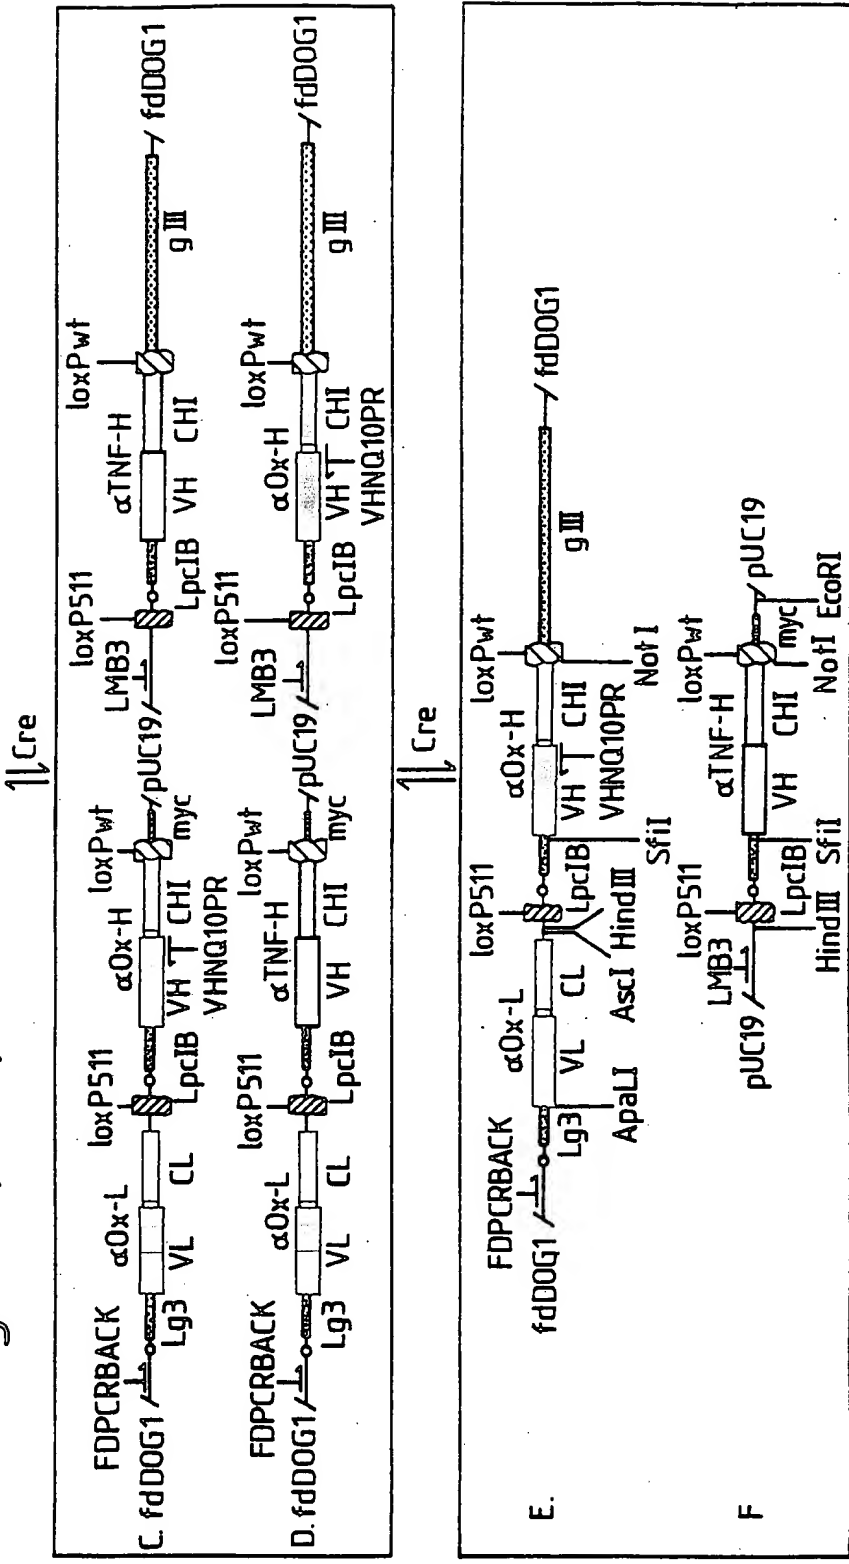 Cre
FDPCRBACK
αOx-L
loxP511
αOx-H
loxPwt
LMB3
loxP511
αTNF-H
loxPwt
C. fdDOG1
Lg3
VL
CL
LpcIB
VH
CHI
VHNQ10PR
myc
pUC19
LpcIB
VH
CHI
gIII
fdDOG1
FDPCRBACK
αOx-L
loxP511
αTNF-H
loxPwt
LMB3
loxP511
αOx-H
loxPwt
D. fdDOG1
Lg3
VL
CL
LpcIB
VH
CHI
myc
pUC19
LpcIB
VH
CHI
VHNQ10PR
gIII
fdDOG1
Cre
FDPCRBACK
αOx-L
loxP511
αOx-H
loxPwt
E.
fdDOG1
Lg3
VL
CL
LpcIB
VH
CHI
VHNQ10PR
gIII
fdDOG1
ApaLI
AscI
HindIII
SfiI
NotI
LMB3
loxP511
αTNF-H
loxPwt
F
pUC19
LpcIB
VH
CHI
myc
pUC19
HindIII
SfiI
NotI
EcoRI